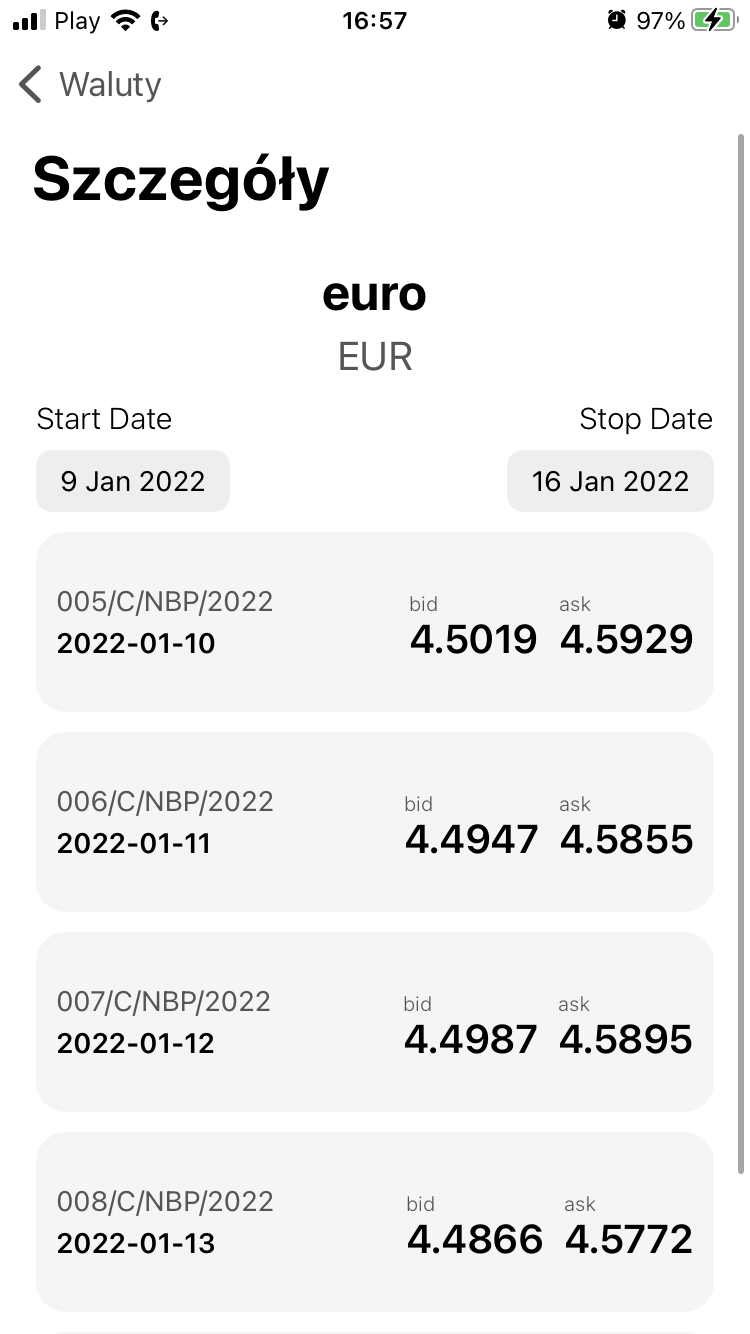 Play 16:57 97%
Waluty
Szczegóły
euro
EUR
Start Date Stop Date
9 Jan 2022 16 Jan 2022
005/C/NBP/2022 bid ask
2022-01-10 4.5019 4.5929
006/C/NBP/2022 bid ask
2022-01-11 4.4947 4.5855
007/C/NBP/2022 bid ask
2022-01-12 4.4987 4.5895
008/C/NBP/2022 bid ask
2022-01-13 4.4866 4.5772